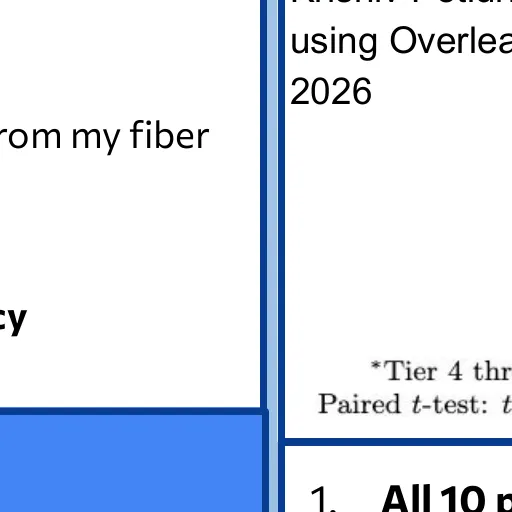 rom my fiber
cy
using Overlea
2026
*Tier 4 thr
Paired t-test: t
1. All 10 p